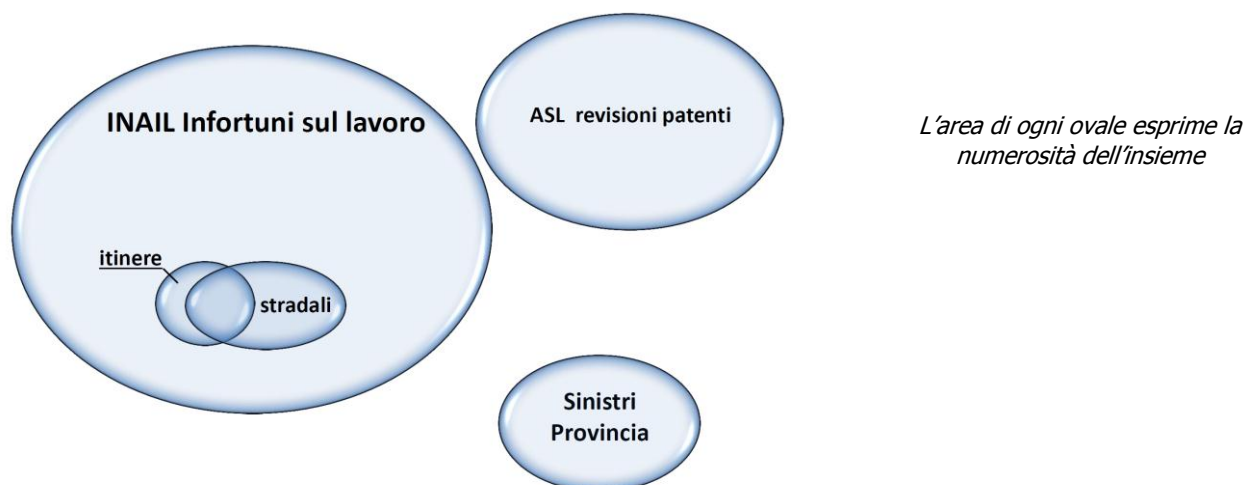 INAIL Infortuni sul lavoro
ASL revisioni patenti
L'area di ogni ovale esprime la
numerosità dell'insieme
itinere
stradali
Sinistri
Provincia